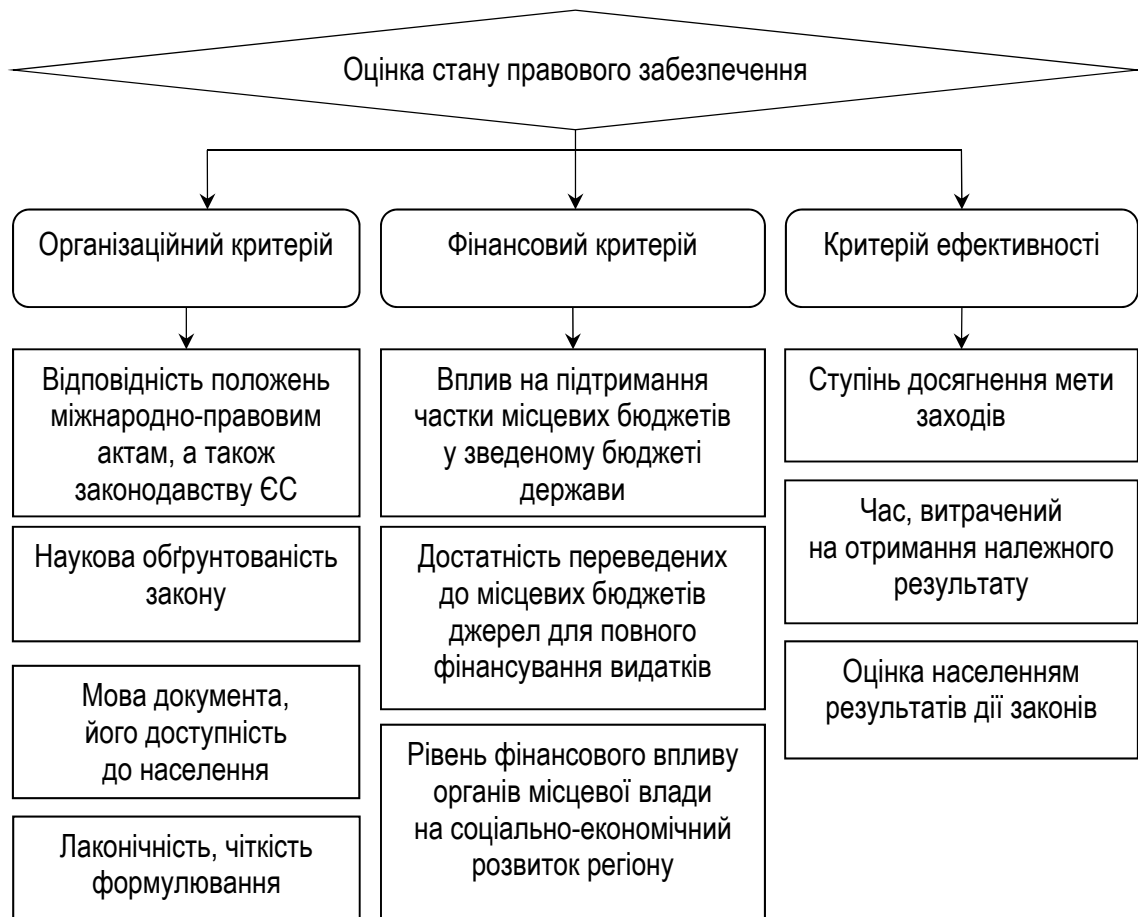 Оцінка стану правового забезпечення
Організаційний критерій
Фінансовий критерій
Критерій ефективності
Відповідність положень
міжнародно-правовим
актам, а також
законодавству ЄС
Наукова обґрунтованість
закону
Мова документа,
його доступність
до населення
Лаконічність, чіткість
формулювання
Вплив на підтримання
частки місцевих бюджетів
у зведеному бюджеті
держави
Достатність переведених
до місцевих бюджетів
джерел для повного
фінансування видатків
Рівень фінансового впливу
органів місцевої влади
на соціально-економічний
розвиток регіону
Ступінь досягнення мети
заходів
Час, витрачений
на отримання належного
результату
Оцінка населенням
результатів дії законів